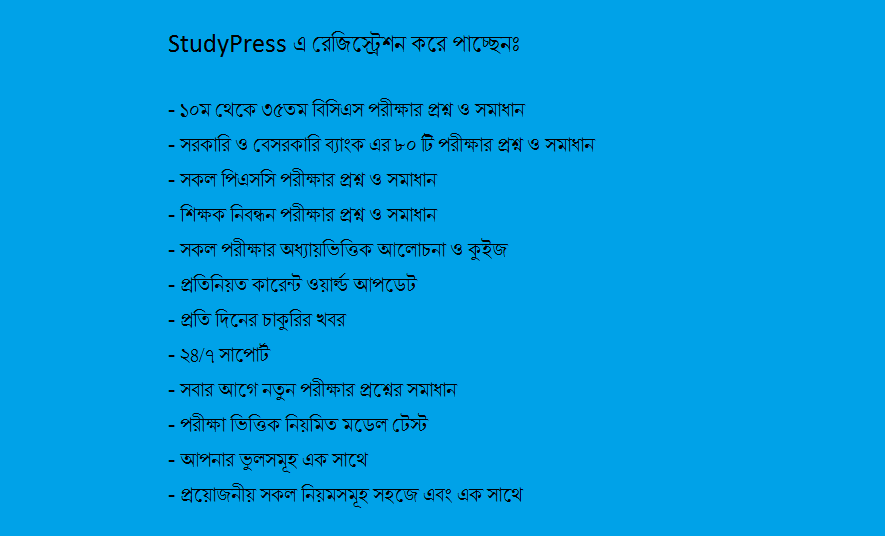 StudyPress এ রেজিস্ট্রেশন করে পাচ্ছেনঃ
- ১০ম থেকে ৩৫তম বিসিএস পরীক্ষার প্রশ্ন ও সমাধান
- সরকারি ও বেসরকারি ব্যাংক এর ৮০ টি পরীক্ষার প্রশ্ন ও সমাধান
- সকল পিএসসি পরীক্ষার প্রশ্ন ও সমাধান
- শিক্ষক নিবন্ধন পরীক্ষার প্রশ্ন ও সমাধান
- সকল পরীক্ষার অধ্যায়ভিত্তিক আলোচনা ও কুইজ
- প্রতিনিয়ত কারেন্ট ওয়ার্ল্ড আপডেট
- প্রতি দিনের চাকুরির খবর
- ২৪/৭ সাপোর্ট
- সবার আগে নতুন পরীক্ষার প্রশ্নের সমাধান
- পরীক্ষা ভিত্তিক নিয়মিত মডেল টেস্ট
- আপনার ভুলসমূহ এক সাথে
- প্রয়োজনীয় সকল নিয়মসমূহ সহজে এবং এক সাথে